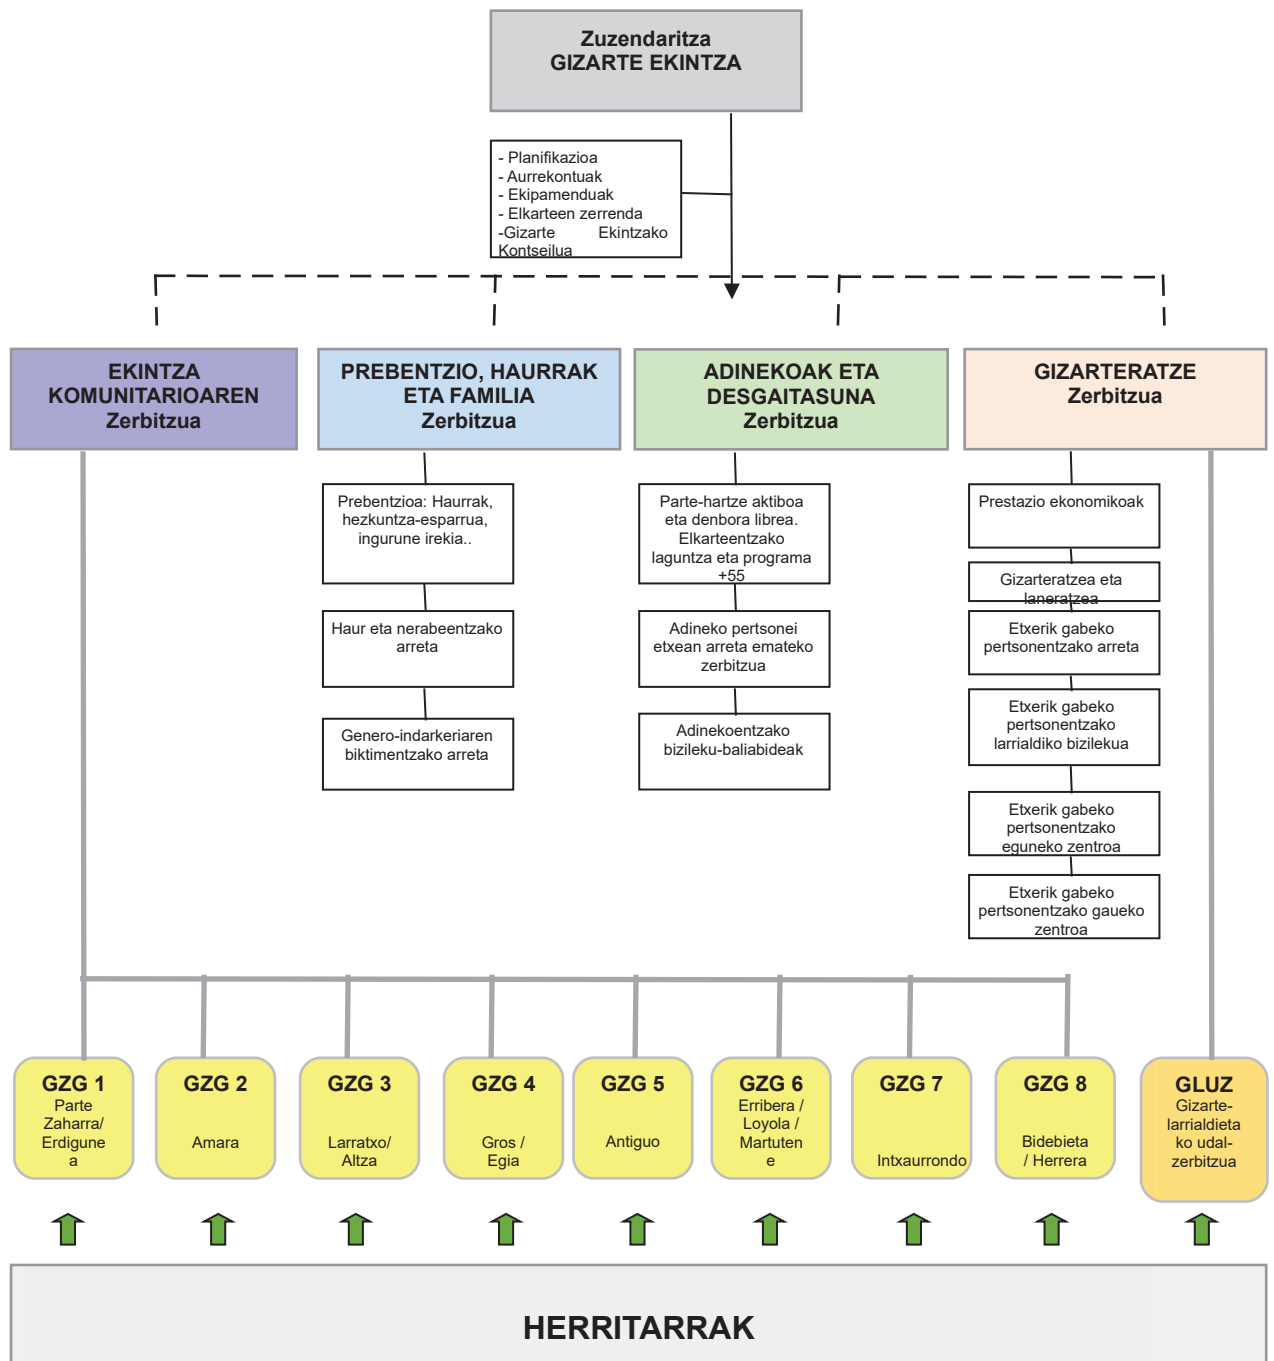 Zuzendaritza
GIZARTE EKINTZA
- Planifikazioa
- Aurrekontuak
- Ekipamenduak
- Elkarteen zerrenda
-Gizarte Ekintzako
Kontseilua
EKINTZA
KOMUNITARIOAREN
Zerbitzua
PREBENTZIO, HAURRAK
ETA FAMILIA
Zerbitzua
ADINEKOAK ETA
DESGAITASUNA
Zerbitzua
GIZARTERATZE
Zerbitzua
Prebentzioa: Haurrak,
hezkuntza-esparrua,
ingurune irekia..
Haur eta nerabeentzako
arreta
Genero-indarkeriaren
biktimentzako arreta
Parte-hartze aktiboa
eta denbora librea.
Elkarteentzako
laguntza eta programa
+55
Adineko pertsonei
etxean arreta emateko
zerbitzua
Adinekoentzako
bizileku-baliabideak
Prestazio ekonomikoak
Gizarteratzea eta
laneratzea
Etxerik gabeko
pertsonentzako arreta
Etxerik gabeko
pertsonentzako
larrialdiko bizilekua
Etxerik gabeko
pertsonentzako
eguneko zentroa
Etxerik gabeko
pertsonentzako gaueko
zentroa
GZG 1
Parte
Zaharra/
Erdigune
a
GZG 2
Amara
GZG 3
Larratxo/
Altza
GZG 4
Gros /
Egia
GZG 5
Antiguo
GZG 6
Erribera /
Loyola /
Martuten
e
GZG 7
Intxaurrondo
GZG 8
Bidebieta
/ Herrera
GLUZ
Gizarte-
larrialdieta
ko udal-
zerbitzua
HERRITARRAK